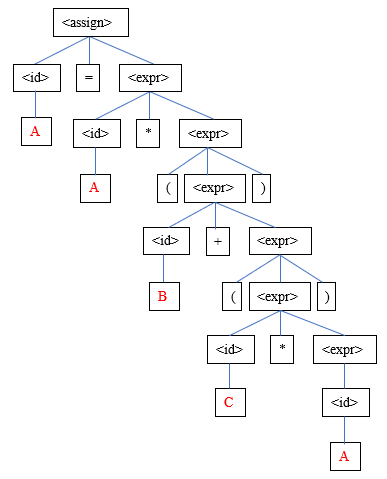 <assign>
<id> = <expr>
A <id> * <expr>
A ( <expr> )
<id> + <expr>
B ( <expr> )
<id> * <expr>
C <id>
A